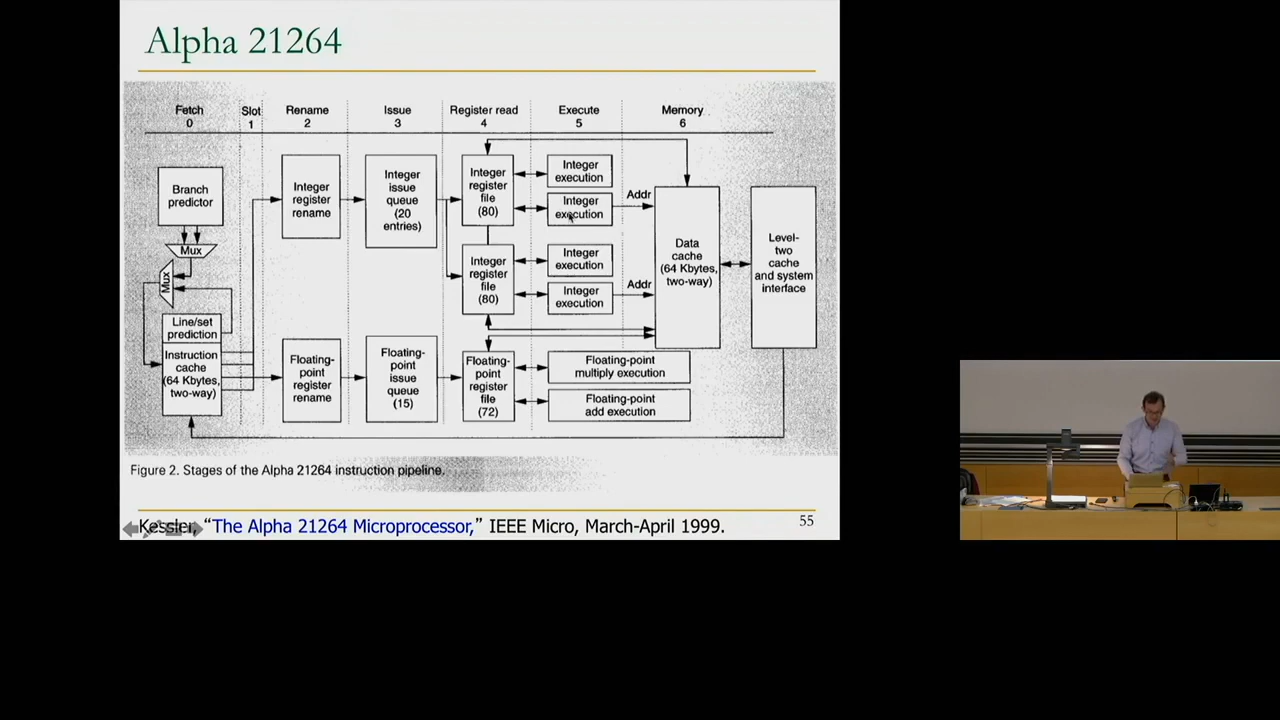 Alpha 21264
Fetch
0
Slot
1
Rename
2
Issue
3
Register read
4
Execute
5
Memory
6
Branch
predictor
Mux
Mux
Line/set
prediction
Instruction
cache
(64 Kbytes,
two-way)
Integer
register
rename
Integer
issue
queue
(20
entries)
Integer
register
file
(80)
Integer
execution
Integer
execution
Addr
Integer
register
file
(80)
Integer
execution
Integer
execution
Addr
Data
cache
(64 Kbytes,
two-way)
Level-
two
cache
and system
interface
Floating-
point
register
rename
Floating-
point
issue
queue
(15)
Floating-
point
register
file
(72)
Floating-point
multiply execution
Floating-point
add execution
Figure 2. Stages of the Alpha 21264 instruction pipeline.
Kessler, “The Alpha 21264 Microprocessor,” IEEE Micro, March-April 1999.
55